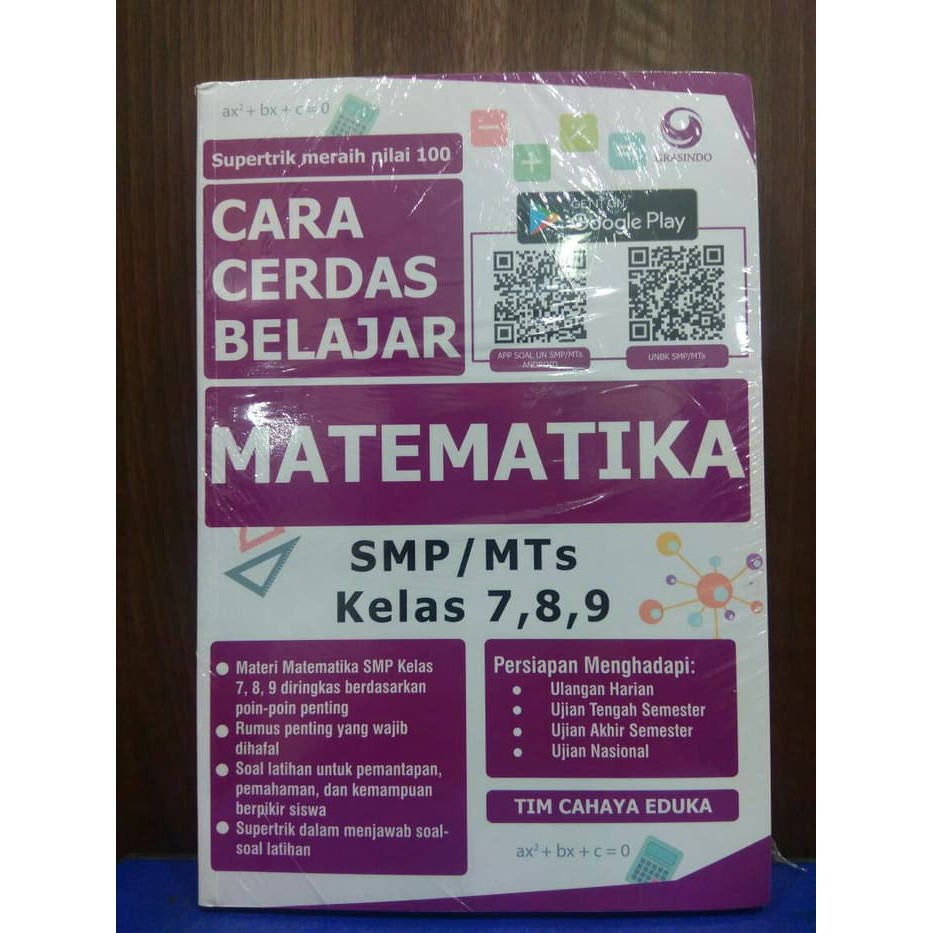 ax² + bx + c = 0
Supertrik meraih nilai 100
GRASINDO
CARA
CERDAS
BELAJAR
GET IT ON
Google Play
APP SOAL UN SMP/MTs
ANDROID
UNBK SMP/MTs
MATEMATIKA
SMP/MTs
Kelas 7,8,9
Materi Matematika SMP Kelas
7, 8, 9 diringkas berdasarkan
poin-poin penting
Rumus penting yang wajib
dihafal
Soal latihan untuk pemantapan,
pemahaman, dan kemampuan
berpikir siswa
Supertrik dalam menjawab soal-
soal latihan
Persiapan Menghadapi:
Ulangan Harian
Ujian Tengah Semester
Ujian Akhir Semester
Ujian Nasional
TIM CAHAYA EDUKA
ax² + bx + c = 0